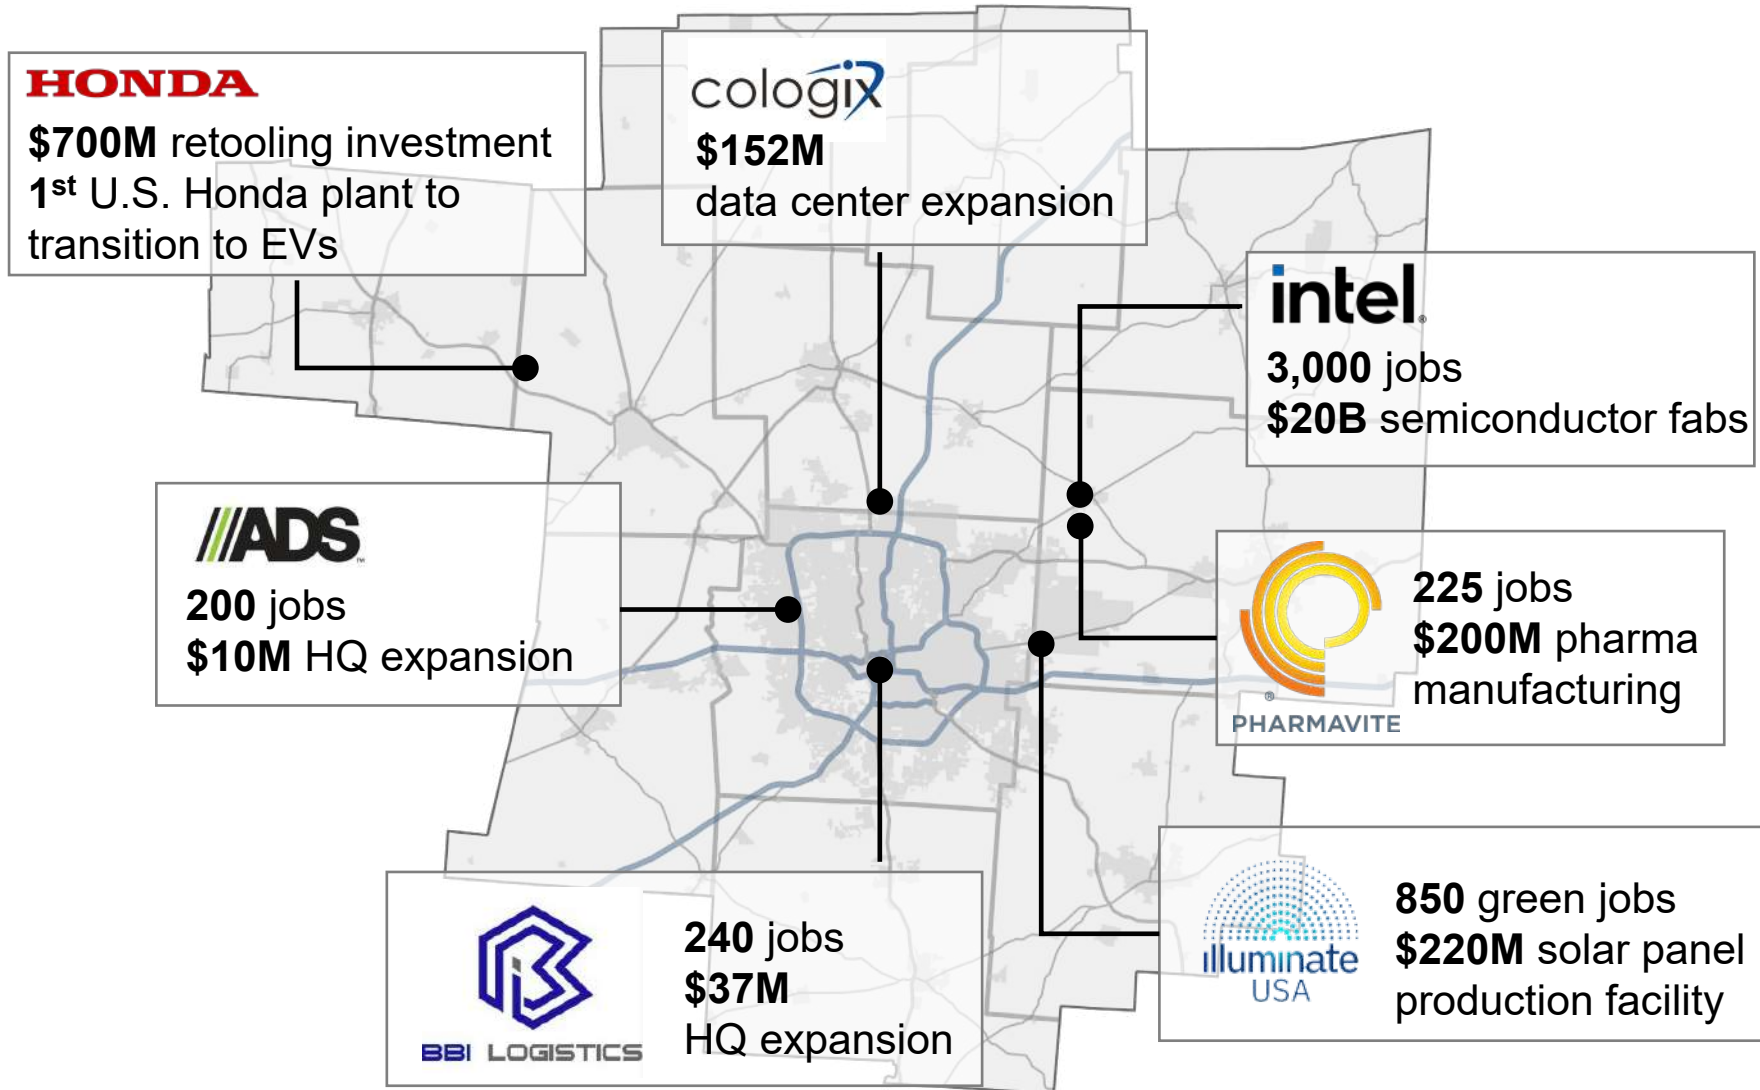 HONDA
$700M retooling investment
1st U.S. Honda plant to
transition to EVs
cologix
$152M
data center expansion
intel®
3,000 jobs
$20B semiconductor fabs
ADS™
200 jobs
$10M HQ expansion
225 jobs
$200M pharma
manufacturing
®
PHARMAVITE
BBI LOGISTICS
240 jobs
$37M
HQ expansion
illuminate
USA
850 green jobs
$220M solar panel
production facility